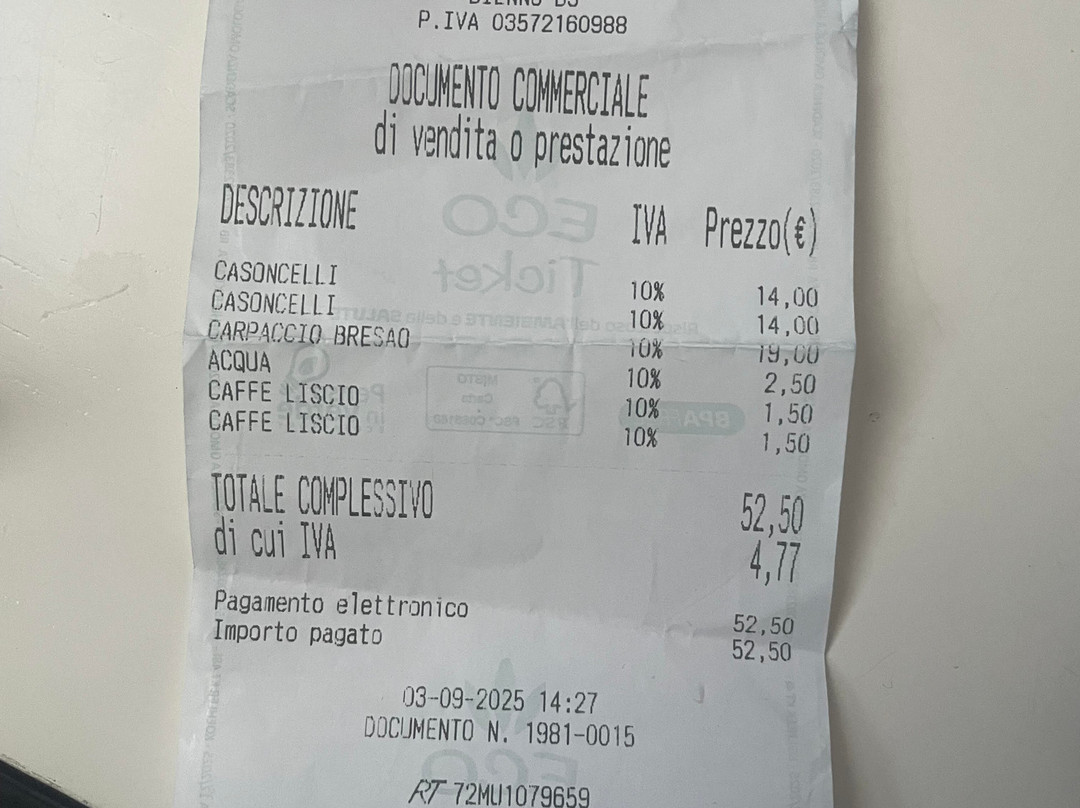 P.IVA 03572160988
DOCUMENTO COMMERCIALE
di vendita o prestazione
DESCRIZIONE IVA Prezzo(€)
CASONCELLI 10% 14,00
CASONCELLI 10% 14,00
CARPACCIO BRESAO 10% 19,00
ACQUA 10% 2,50
CAFFE LISCIO 10% 1,50
CAFFE LISCIO 10% 1,50
TOTALE COMPLESSIVO 52,50
di cui IVA 4,77
Pagamento elettronico 52,50
Importo pagato 52,50
03-09-2025 14:27
DOCUMENTO N. 1981-0015
RT 72MU1079659
ECO
Ticket